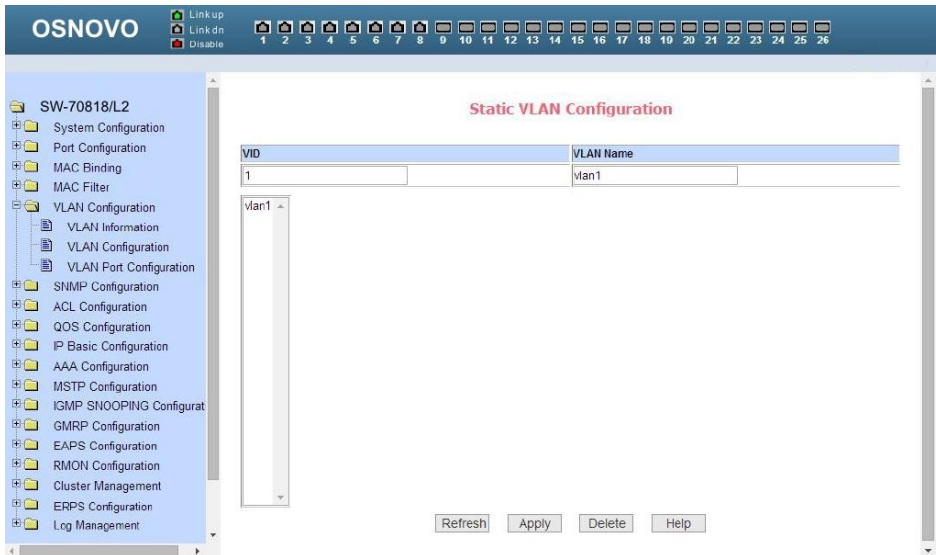 OSNOVO
Link up
Link dn
Disable
1 2 3 4 5 6 7 8 9 10 11 12 13 14 15 16 17 18 19 20 21 22 23 24 25 26
SW-70818/L2
System Configuration
Port Configuration
MAC Binding
MAC Filter
VLAN Configuration
VLAN Information
VLAN Configuration
VLAN Port Configuration
SNMP Configuration
ACL Configuration
QOS Configuration
IP Basic Configuration
AAA Configuration
MSTP Configuration
IGMP SNOOPING Configurat
GMRP Configuration
EAPS Configuration
RMON Configuration
Cluster Management
ERPS Configuration
Log Management
Static VLAN Configuration
VID VLAN Name
1 vlan1
vlan1
Refresh Apply Delete Help